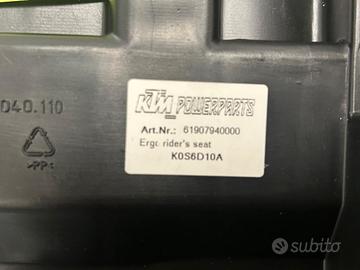 D40.110
KTM POWERPARTS
Art.Nr.: 61907940000
Ergo rider's seat
K0S6D10A
>PP<
subito